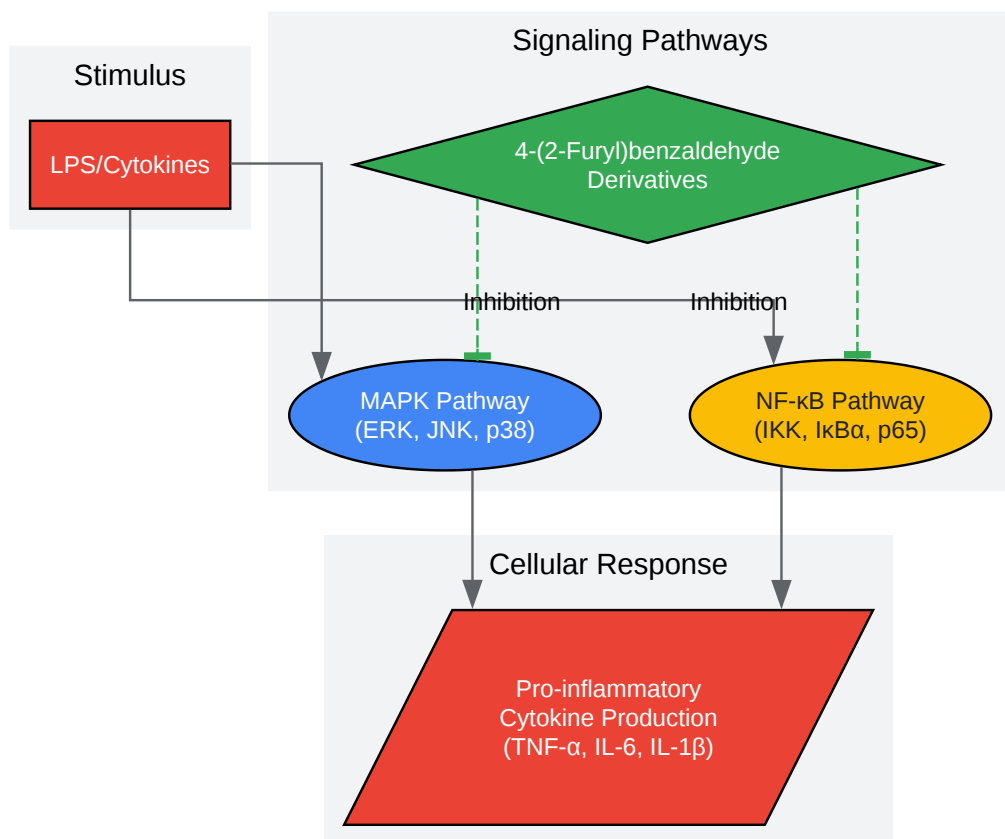 Signaling Pathways
Stimulus
LPS/Cytokines
4-(2-Furyl)benzaldehyde
Derivatives
Inhibition
Inhibition
MAPK Pathway
(ERK, JNK, p38)
NF-κB Pathway
(IKK, IκBα, p65)
Cellular Response
Pro-inflammatory
Cytokine Production
(TNF-α, IL-6, IL-1β)